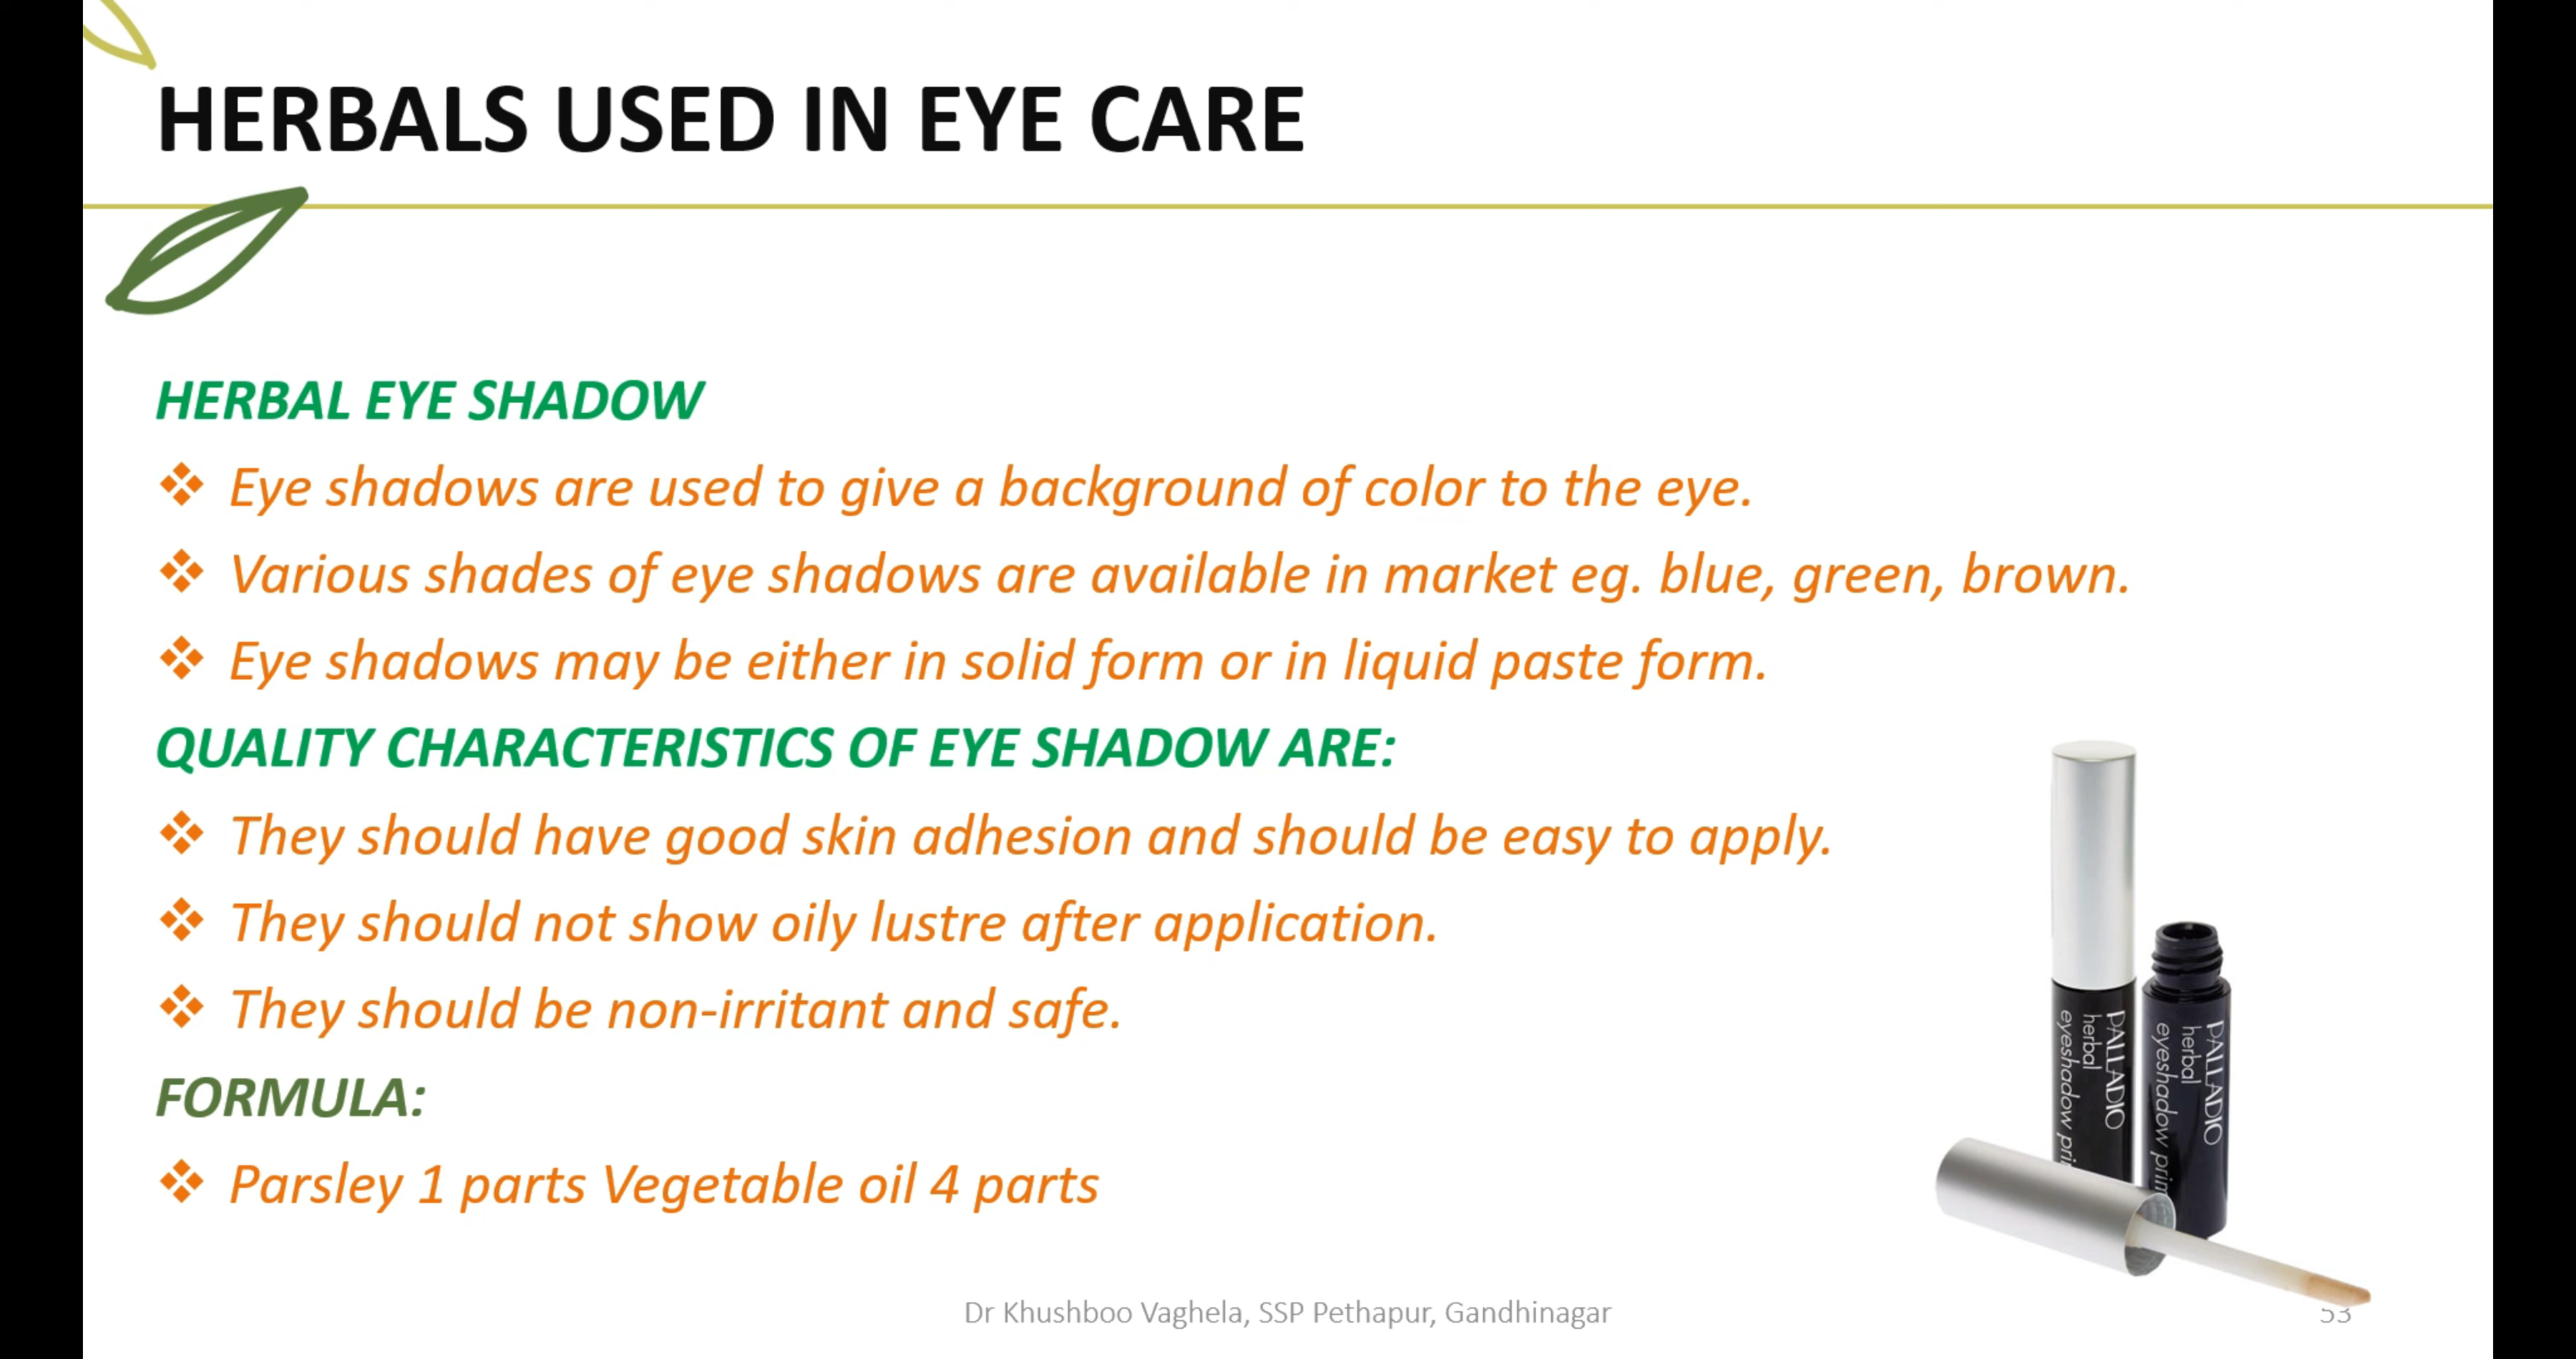 HERBALS USED IN EYE CARE
HERBAL EYE SHADOW
❖ Eye shadows are used to give a background of color to the eye.
❖ Various shades of eye shadows are available in market eg. blue, green, brown.
❖ Eye shadows may be either in solid form or in liquid paste form.
QUALITY CHARACTERISTICS OF EYE SHADOW ARE:
❖ They should have good skin adhesion and should be easy to apply.
❖ They should not show oily lustre after application.
❖ They should be non-irritant and safe.
FORMULA:
❖ Parsley 1 parts Vegetable oil 4 parts
PALLADIO
herbal
eyeshadow pri
PALLADIO
herbal
eyeshadow prim
Dr Khushboo Vaghela, SSP Pethapur, Gandhinagar
53